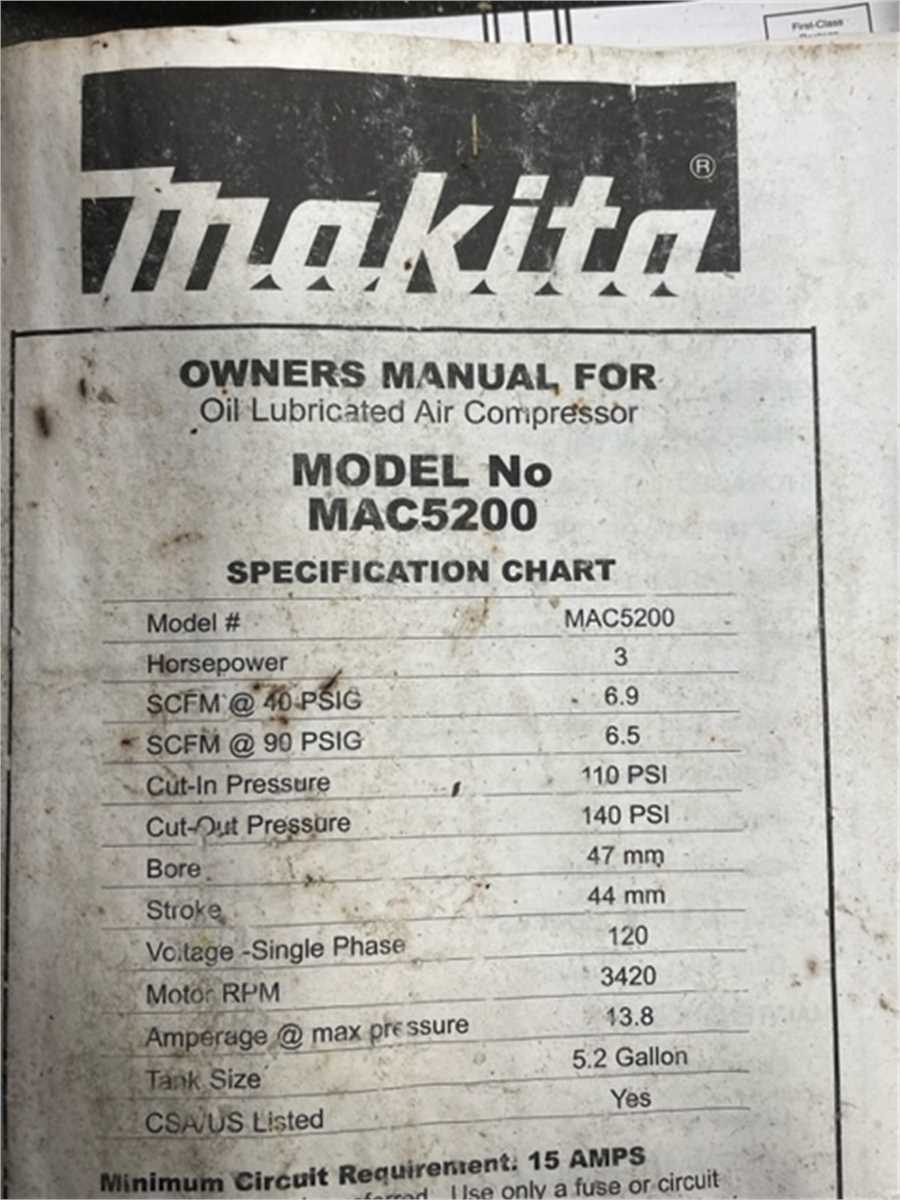 First-Class
makita®
OWNERS MANUAL FOR
Oil Lubricated Air Compressor
MODEL No
MAC5200
SPECIFICATION CHART
Model # MAC5200
Horsepower 3
SCFM @ 40 PSIG 6.9
SCFM @ 90 PSIG 6.5
Cut-In Pressure 110 PSI
Cut-Out Pressure 140 PSI
Bore 47 mm
Stroke 44 mm
Voltage -Single Phase 120
Motor RPM 3420
Amperage @ max pressure 13.8
Tank Size 5.2 Gallon
CSA/US Listed Yes
Minimum Circuit Requirement: 15 AMPS
Use only a fuse or circuit